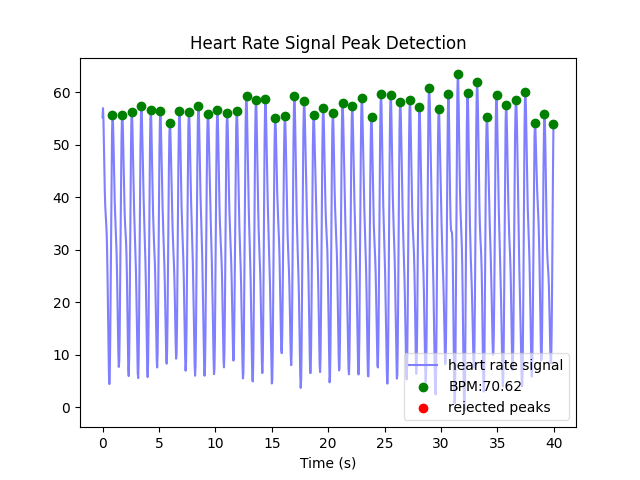 Heart Rate Signal Peak Detection
60
50
40
30
20
10
0
heart rate signal
BPM:70.62
rejected peaks
0 5 10 15 20 25 30 35 40
Time (s)